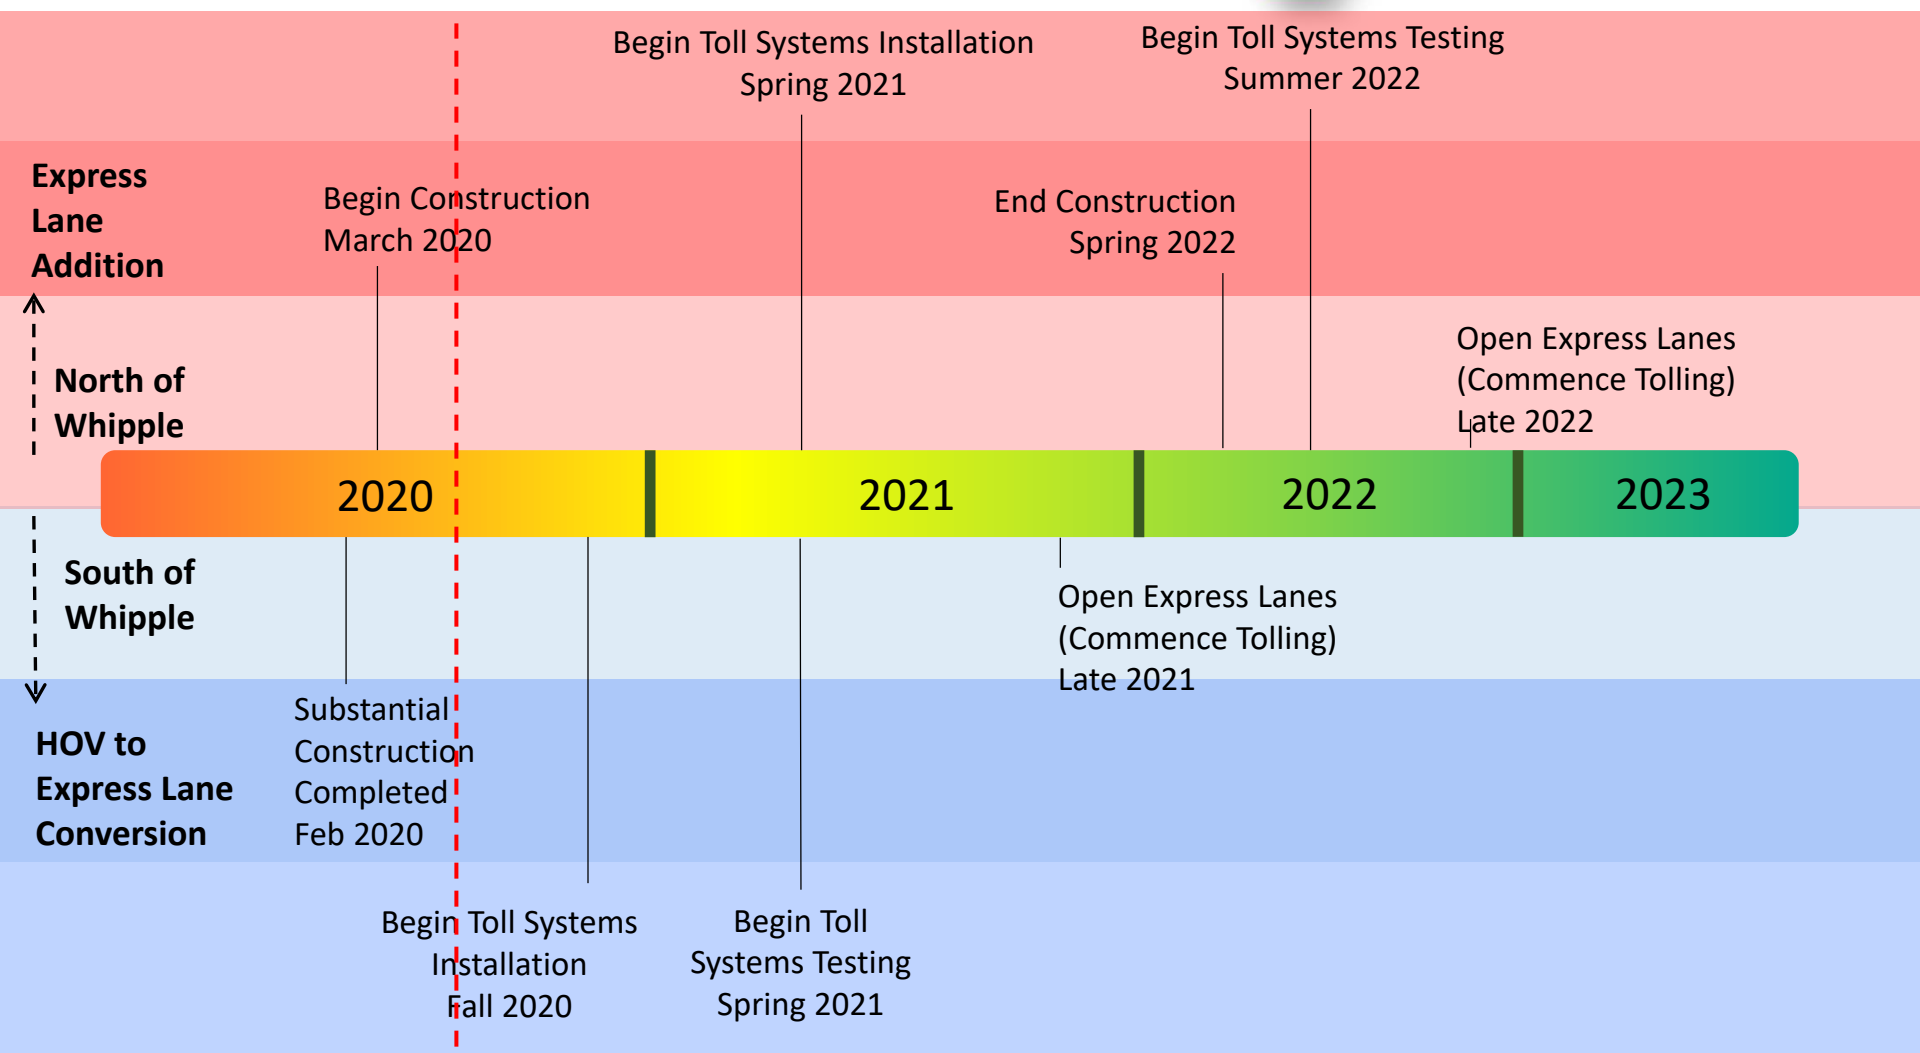 Begin Toll Systems Installation
Spring 2021
Begin Toll Systems Testing
Summer 2022
Express
Lane
Addition
Begin Construction
March 2020
End Construction
Spring 2022
North of
Whipple
Open Express Lanes
(Commence Tolling)
Late 2022
2020
2021
2022
2023
South of
Whipple
Open Express Lanes
(Commence Tolling)
Late 2021
HOV to
Express Lane
Conversion
Substantial
Construction
Completed
Feb 2020
Begin Toll Systems
Installation
Fall 2020
Begin Toll
Systems Testing
Spring 2021